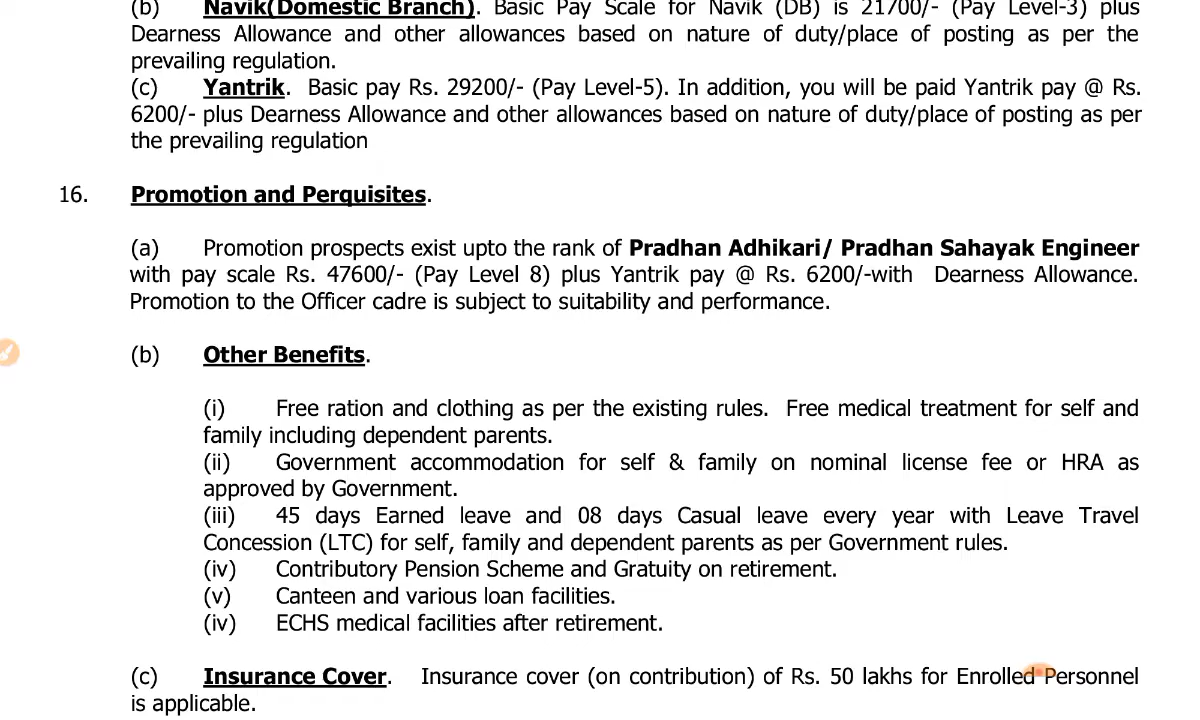 (b) Navik(Domestic Branch). Basic Pay Scale for Navik (DB) is 21700/- (Pay Level-3) plus
Dearness Allowance and other allowances based on nature of duty/place of posting as per the
prevailing regulation.
(c) Yantrik. Basic pay Rs. 29200/- (Pay Level-5). In addition, you will be paid Yantrik pay @ Rs.
6200/- plus Dearness Allowance and other allowances based on nature of duty/place of posting as per
the prevailing regulation
16. Promotion and Perquisites.
(a) Promotion prospects exist upto the rank of Pradhan Adhikari/ Pradhan Sahayak Engineer
with pay scale Rs. 47600/- (Pay Level 8) plus Yantrik pay @ Rs. 6200/-with Dearness Allowance.
Promotion to the Officer cadre is subject to suitability and performance.
(b) Other Benefits.
(i) Free ration and clothing as per the existing rules. Free medical treatment for self and
family including dependent parents.
(ii) Government accommodation for self & family on nominal license fee or HRA as
approved by Government.
(iii) 45 days Earned leave and 08 days Casual leave every year with Leave Travel
Concession (LTC) for self, family and dependent parents as per Government rules.
(iv) Contributory Pension Scheme and Gratuity on retirement.
(v) Canteen and various loan facilities.
(iv) ECHS medical facilities after retirement.
(c) Insurance Cover. Insurance cover (on contribution) of Rs. 50 lakhs for Enrolled Personnel
is applicable.